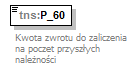 tns:P_60
Kwota zwrotu do zaliczenia
na poczet przyszłych
należności